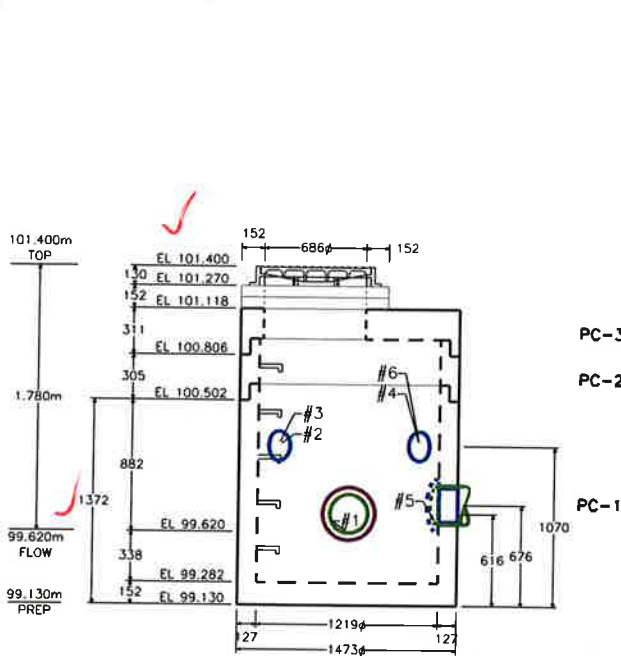 152
686ø
152
101.400m
TOP
EL 101.400
130
EL 101.270
152
EL 101.118
311
EL 100.806
PC-3
305
PC-2
1.780m
EL 100.502
#6
#4
#3
#2
882
1372
#5
#1
PC-1
1070
EL 99.620
99.620m
FLOW
616
676
338
EL 99.282
99.130m
PREP
152
EL 99.130
127
1219ø
127
1473ø